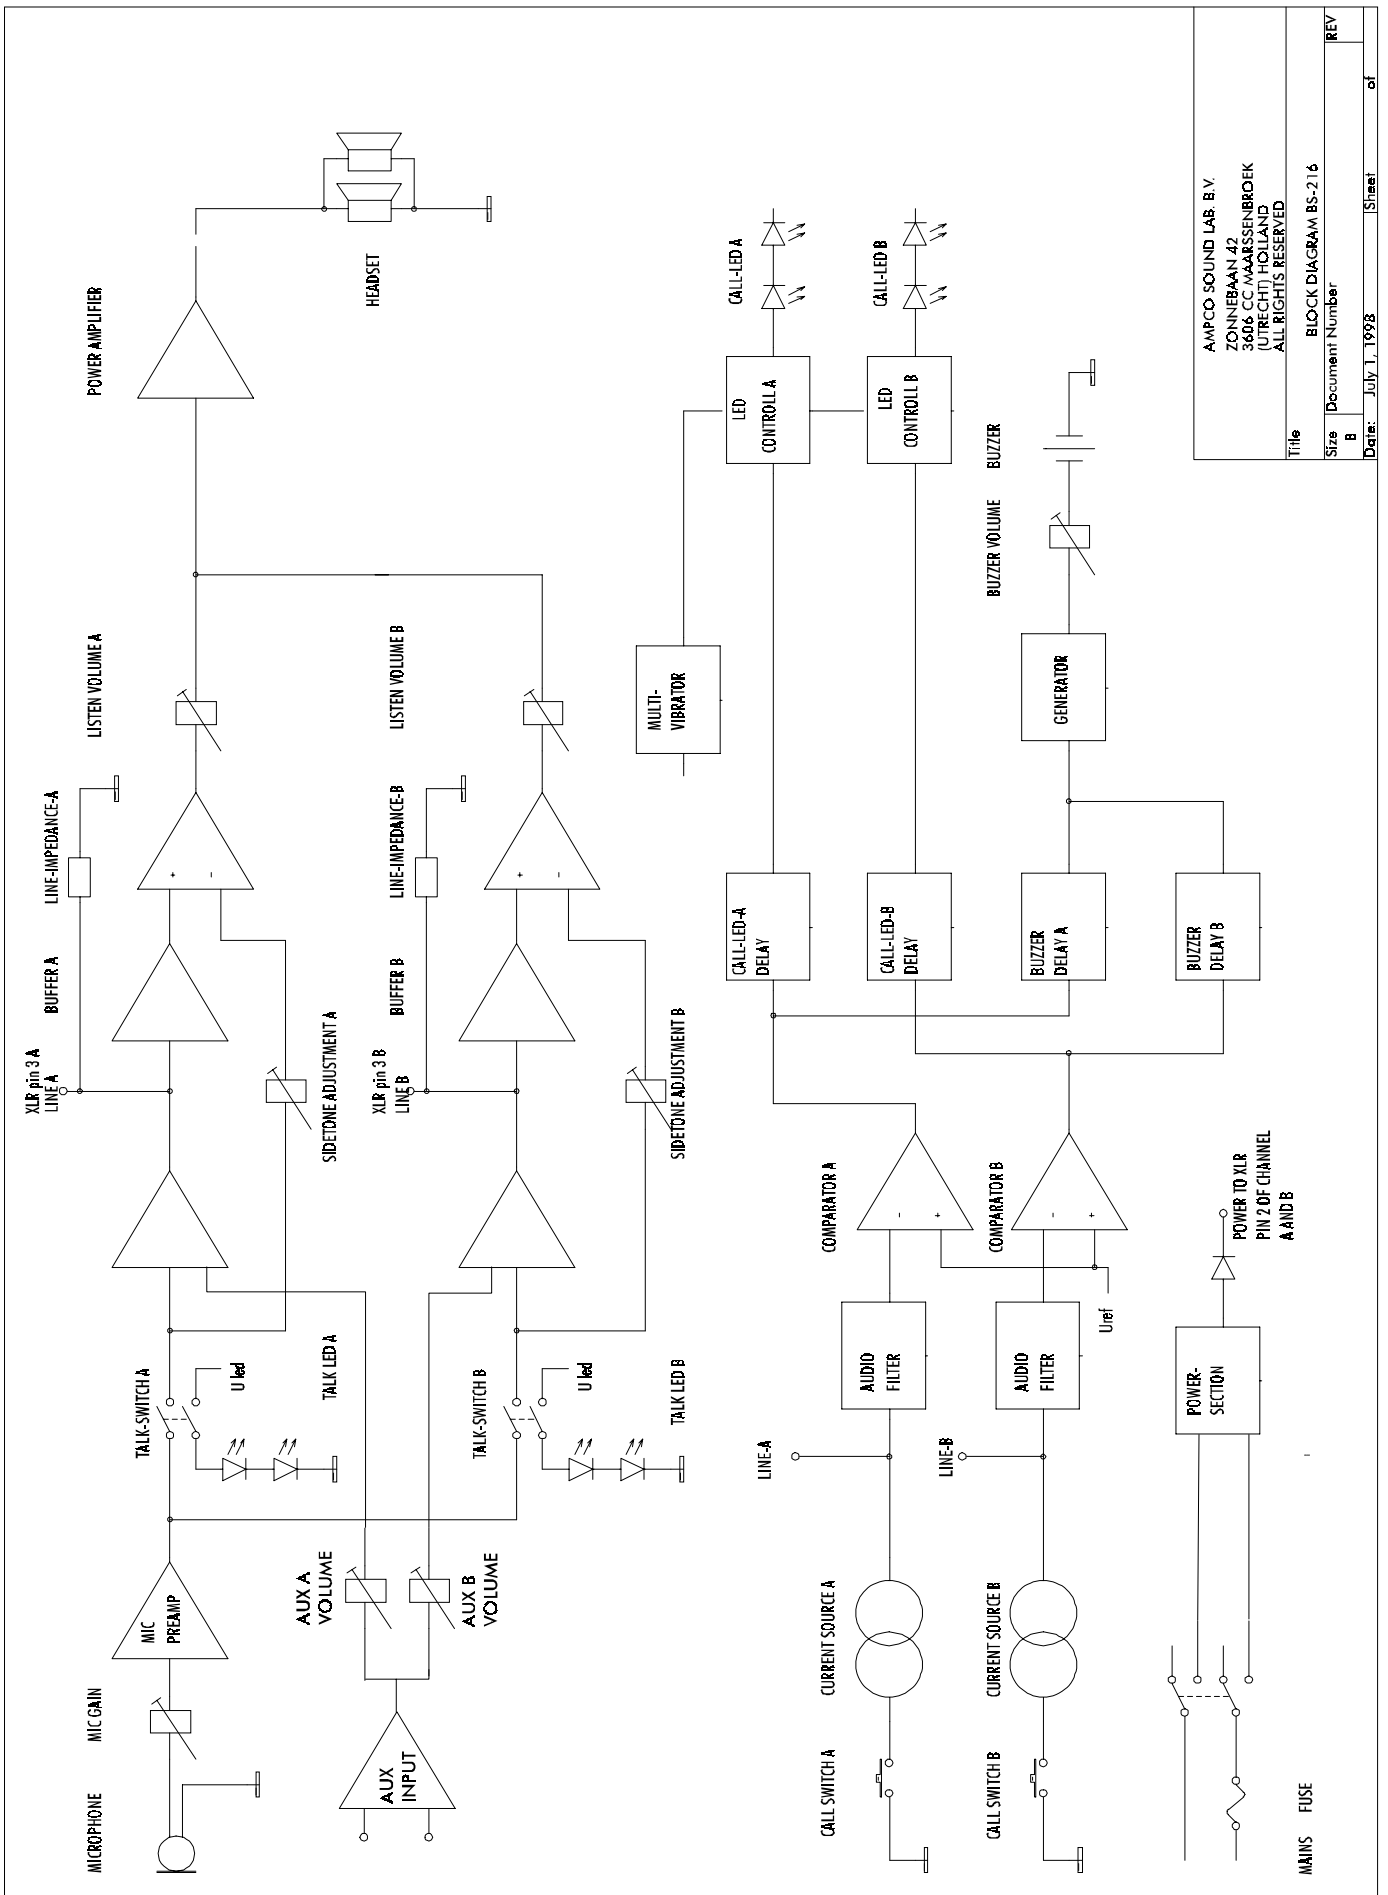 MICROPHONE
MIC GAIN
MIC
PREAMP
TALK-SWITCH A
U led
TALK LED A
XLR pin 3 A
LINE A
BUFFER A
LINE-IMPEDANCE-A
+
-
SIDETONE ADJUSTMENT A
LISTEN VOLUME A
POWER AMPLIFIER
HEADSET
AUX
INPUT
AUX A
VOLUME
AUX B
VOLUME
TALK-SWITCH B
U led
TALK LED B
XLR pin 3 B
LINE B
BUFFER B
LINE-IMPEDANCE-B
+
-
SIDETONE ADJUSTMENT B
LISTEN VOLUME B
MULTI-
VIBRATOR
CALL-LED-A
DELAY
LED
CONTROLL A
CALL-LED A
CALL SWITCH A
CURRENT SOURCE A
LINE-A
AUDIO
FILTER
COMPARATOR A
-
+
CALL-LED-B
DELAY
LED
CONTROLL B
CALL-LED B
CALL SWITCH B
CURRENT SOURCE B
LINE-B
AUDIO
FILTER
COMPARATOR B
-
+
Uref
BUZZER
DELAY A
GENERATOR
BUZZER VOLUME
BUZZER
BUZZER
DELAY B
MAINS
FUSE
POWER-
SECTION
POWER TO XLR
PIN 2 OF CHANNEL
A AND B
AMPCO SOUND LAB. B.V.
ZONNEBAAN 42
3606 CC MAARSSENBROEK
(UTRECHT) HOLLAND
ALL RIGHTS RESERVED
Title
BLOCK DIAGRAM BS-216
Size Document Number REV
B
Date: July 1, 1998 Sheet of